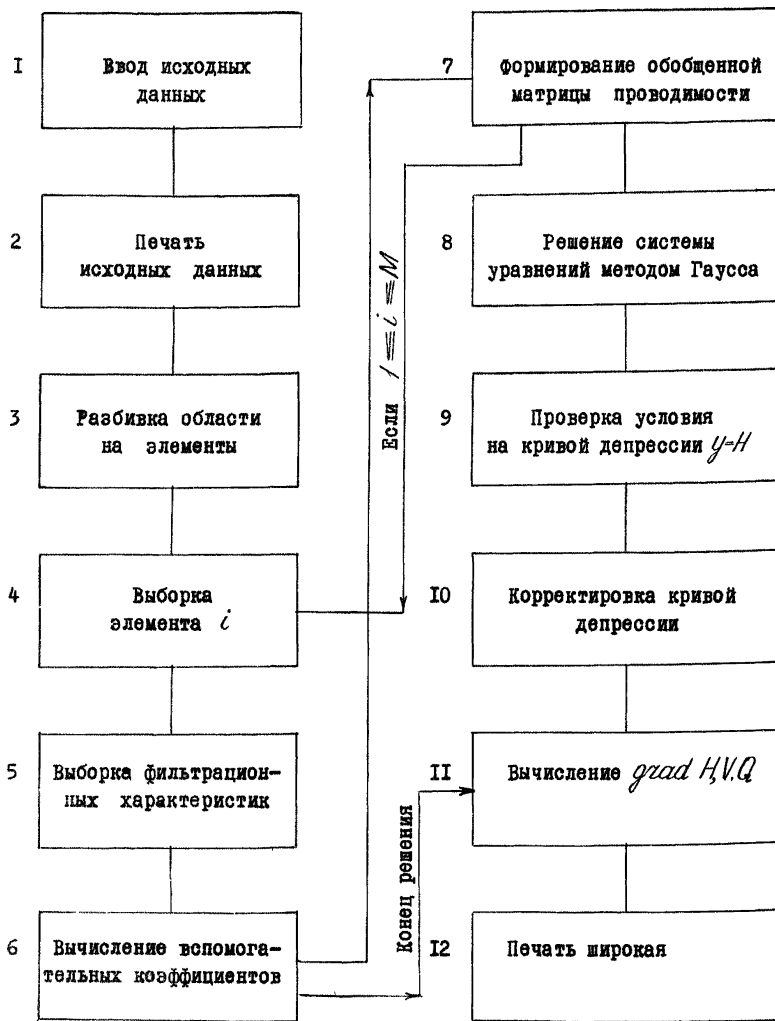 I
Ввод исходных
данных
2
Печать
исходных данных
3
Разбивка области
на элементы
4
Выборка
элемента i
5
Выборка фильтрацион-
ных характеристик
6
Вычисление вспомога-
тельных коэффициентов
Если 1 ⩽ i ⩽ M
Конец решения
7
Формирование обобщенной
матрицы проводимости
8
Решение системы
уравнений методом Гаусса
9
Проверка условия
на кривой депрессии y=H
I0
Корректировка кривой
депрессии
II
Вычисление grad H,V,Q
I2
Печать широкая